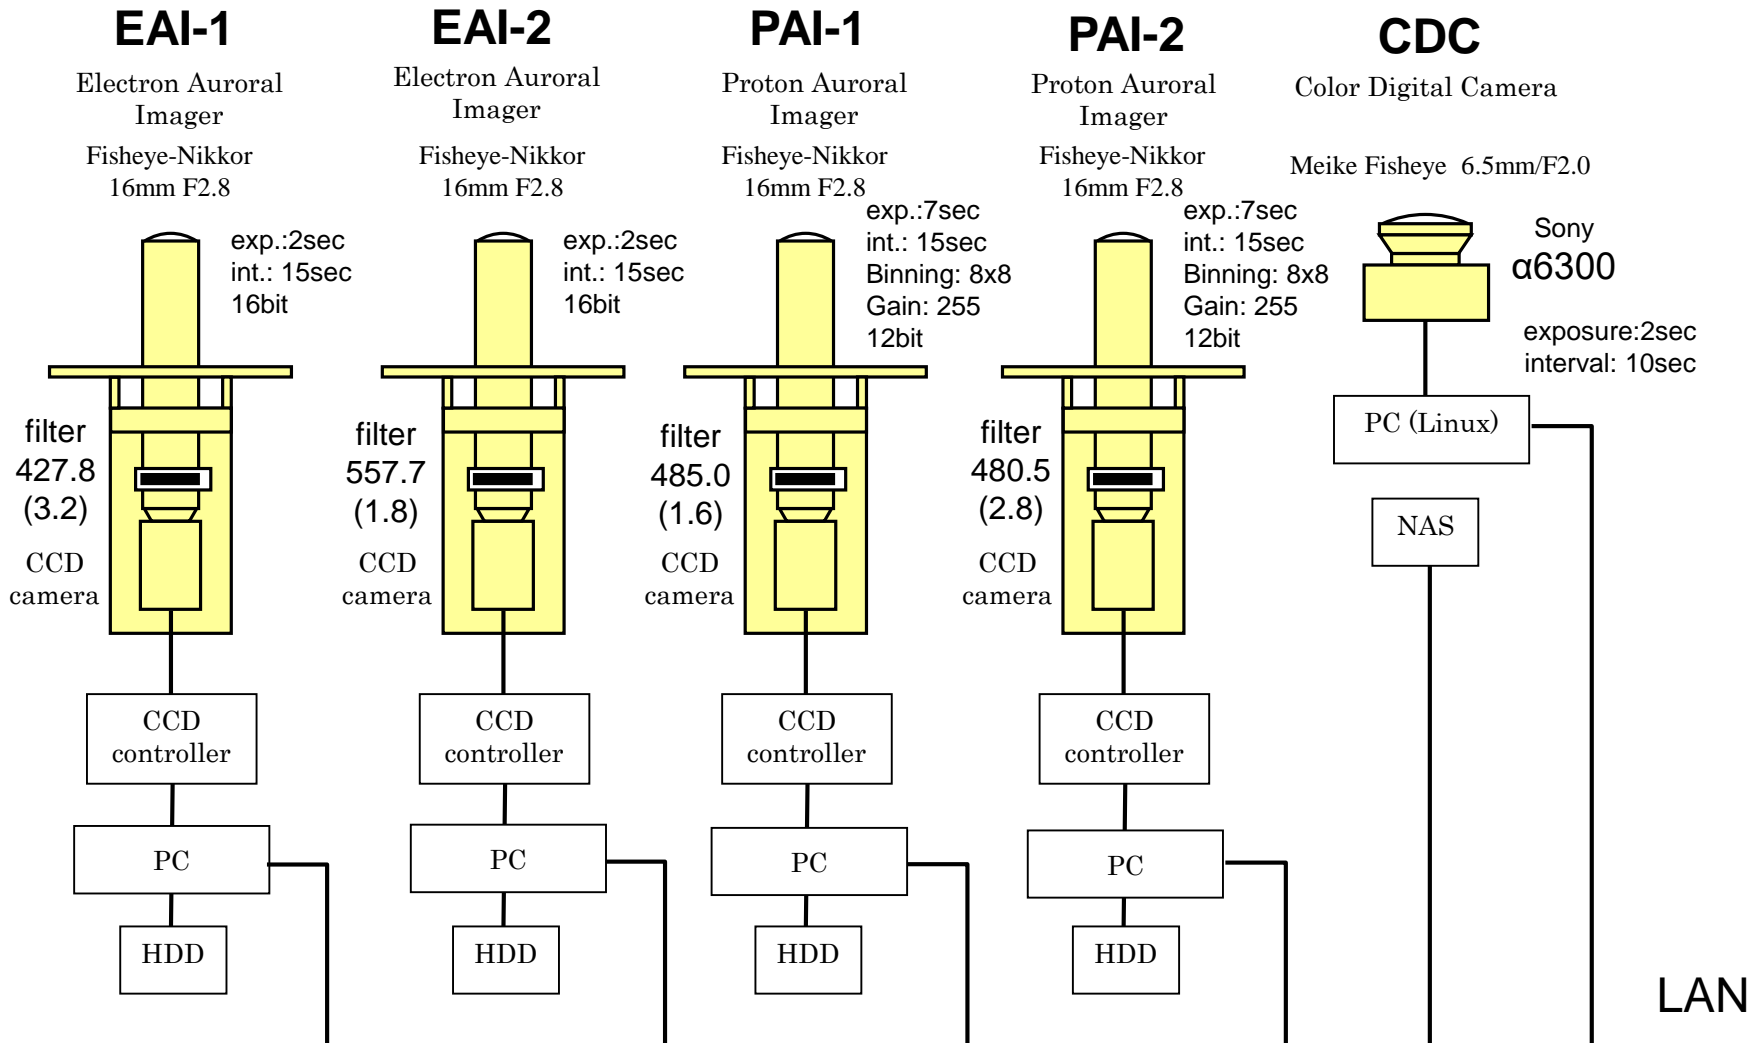 EAI-1
Electron Auroral
Imager
Fisheye-Nikkor
16mm F2.8
exp.:2sec
int.: 15sec
16bit
filter
427.8
(3.2)
CCD
camera
CCD
controller
PC
HDD
EAI-2
Electron Auroral
Imager
Fisheye-Nikkor
16mm F2.8
exp.:2sec
int.: 15sec
16bit
filter
557.7
(1.8)
CCD
camera
CCD
controller
PC
HDD
PAI-1
Proton Auroral
Imager
Fisheye-Nikkor
16mm F2.8
exp.:7sec
int.: 15sec
Binning: 8x8
Gain: 255
12bit
filter
485.0
(1.6)
CCD
camera
CCD
controller
PC
HDD
PAI-2
Proton Auroral
Imager
Fisheye-Nikkor
16mm F2.8
exp.:7sec
int.: 15sec
Binning: 8x8
Gain: 255
12bit
filter
480.5
(2.8)
CCD
camera
CCD
controller
PC
HDD
CDC
Color Digital Camera
Meike Fisheye 6.5mm/F2.0
Sony
α6300
exposure:2sec
interval: 10sec
PC (Linux)
NAS
LAN